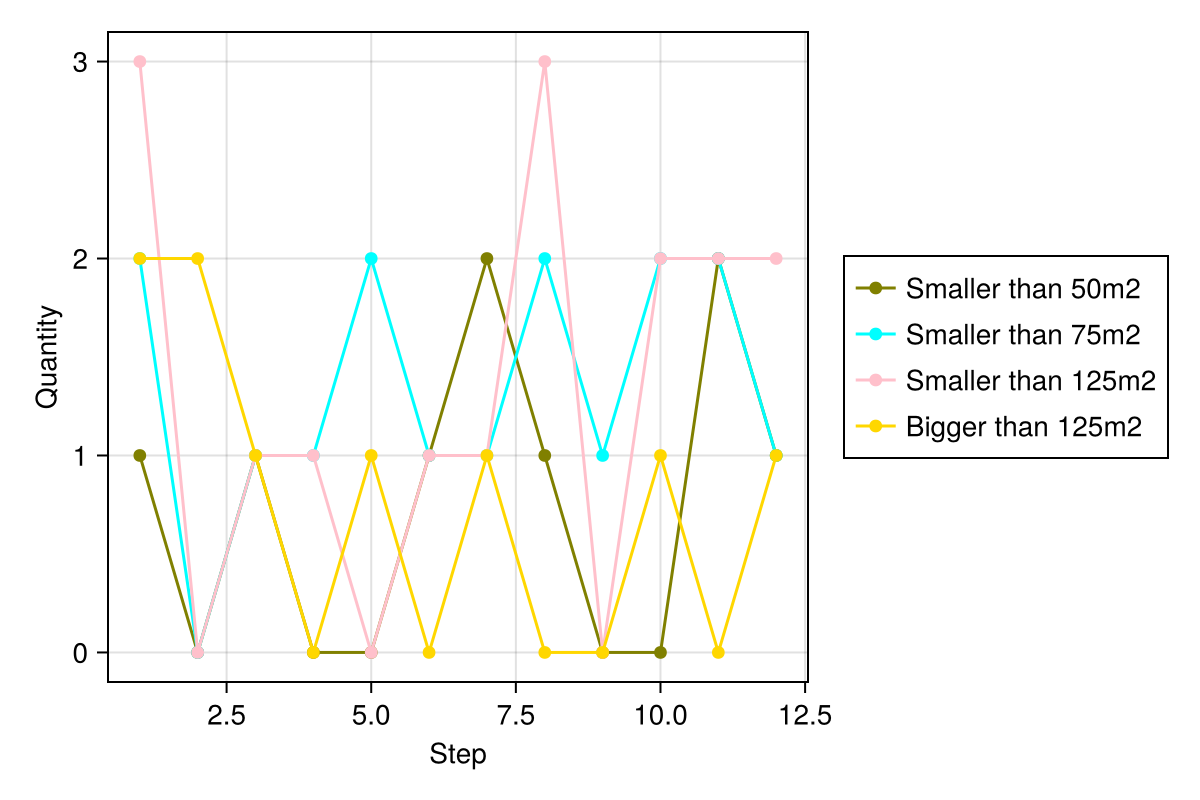 3
2
1
0
Quantity
2.5 5.0 7.5 10.0 12.5
Step
Smaller than 50m2
Smaller than 75m2
Smaller than 125m2
Bigger than 125m2